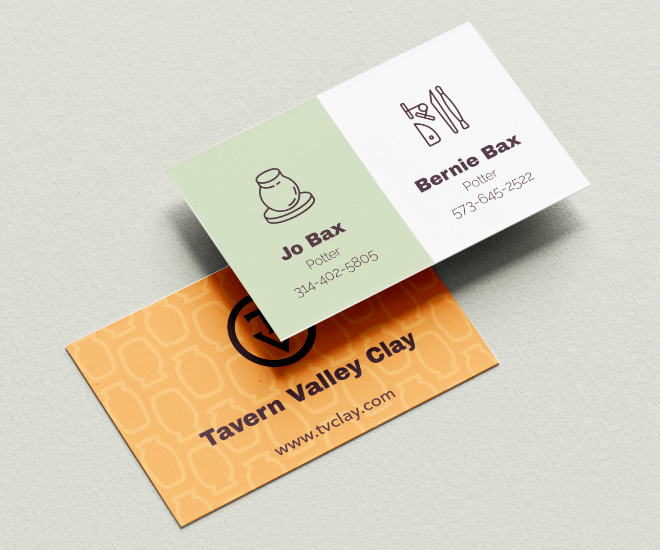 Jo Bax
Potter
314-402-5805
Bernie Bax
Potter
573-645-2522
Tavern Valley Clay
www.tvclay.com